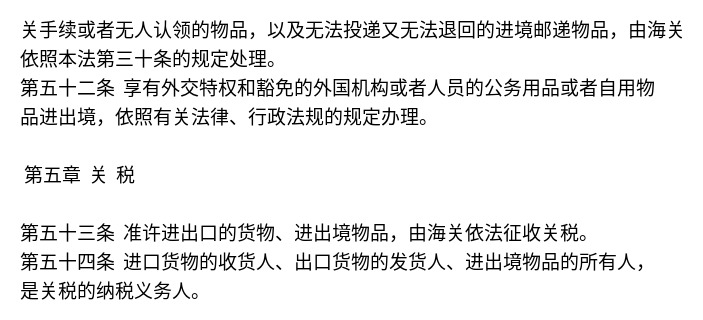 关手续或者无人认领的物品，以及无法投递又无法退回的进境邮递物品，由海关
依照本法第三十条的规定处理。
第五十二条 享有外交特权和豁免的外国机构或者人员的公务用品或者自用物
品进出境，依照有关法律、行政法规的规定办理。
第五章 关 税
第五十三条 准许进出口的货物、进出境物品，由海关依法征收关税。
第五十四条 进口货物的收货人、出口货物的发货人、进出境物品的所有人，
是关税的纳税义务人。